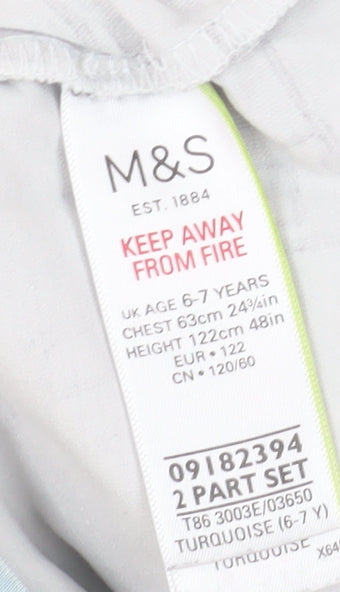 M&S
EST. 1884
KEEP AWAY
FROM FIRE
UK AGE 6-7 YEARS
CHEST 63cm 24¾in
HEIGHT 122cm 48in
EUR • 122
CN • 120/60
09182394
2 PART SET
T86 3003E/03650
TURQUOISE (6-7 Y)
TURQUOISE